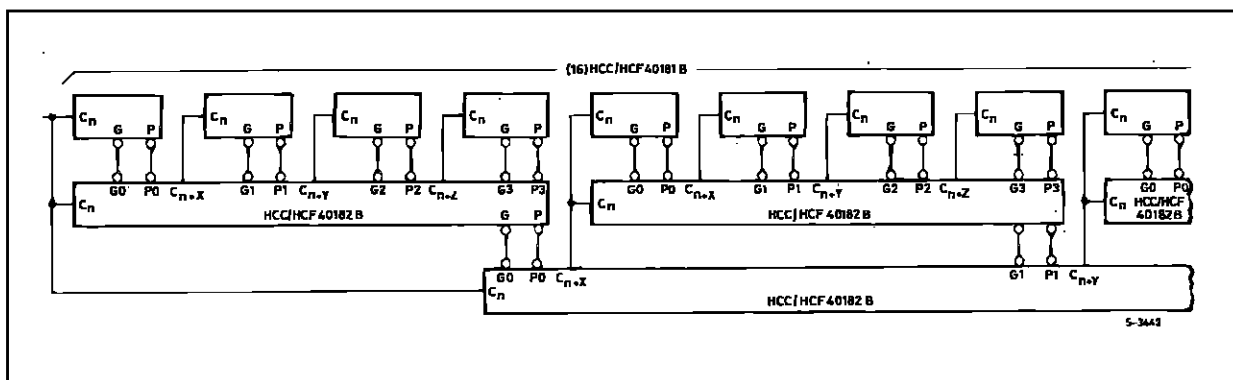 (16)HCC/HCF 40181 B
Cn G P Cn G P Cn G P Cn G P Cn G P Cn G P Cn G P Cn G P Cn G P
G0 P0 Cn+X G1 P1 Cn+Y G2 P2 Cn+Z G3 P3 G0 P0 Cn+X G1 P1 Cn+Y G2 P2 Cn+Z G3 P3 G0 P0
Cn HCC/HCF 40182 B G P Cn HCC/HCF 40182 B Cn HCC/HCF
40182 B
G0 P0 Cn+X G1 P1 Cn+Y
Cn HCC/HCF 40182 B
S-3442